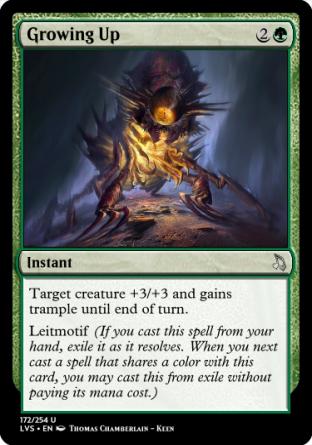 Growing Up 2
Instant
Target creature +3/+3 and gains
trample until end of turn.
Leitmotif (If you cast this spell from your
hand, exile it as it resolves. When you next
cast a spell that shares a color with this
card, you may cast this from exile without
paying its mana cost.)
172/254 U
LVS • EN Thomas Chamberlain – Keen